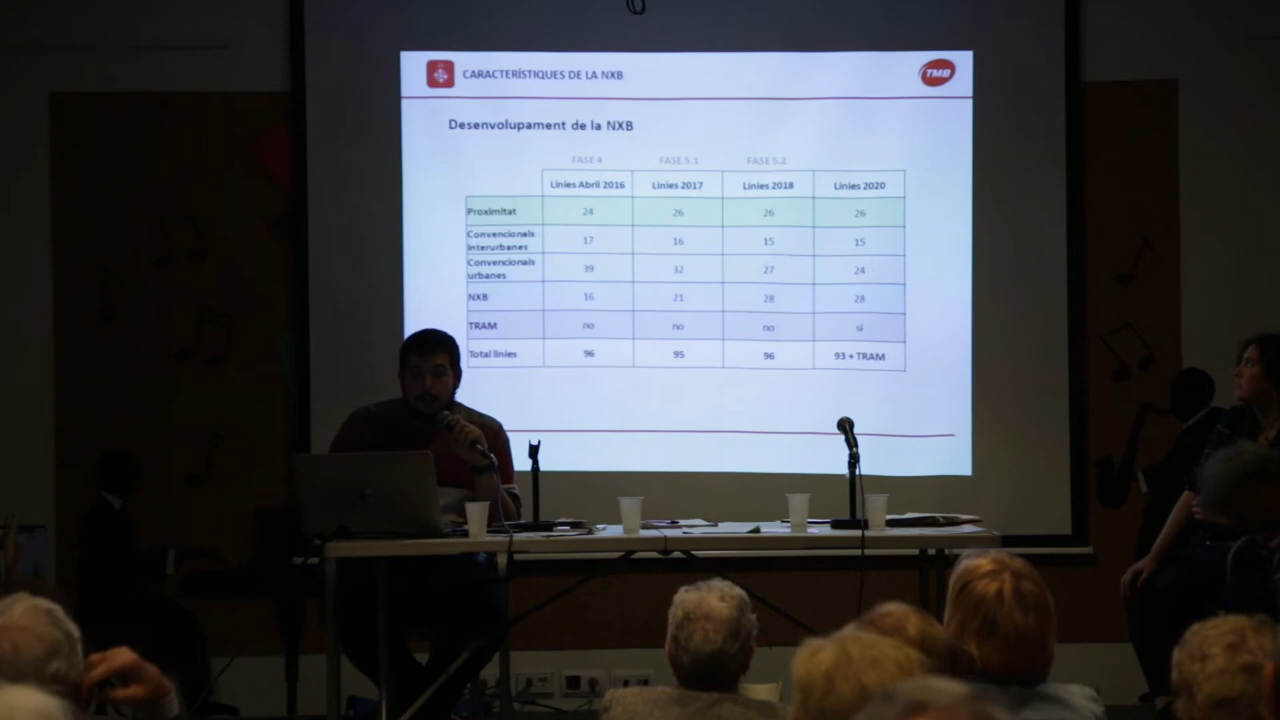 CARACTERÍSTIQUES DE LA NXB
TMB
Desenvolupament de la NXB
FASE 4 FASE 5.1 FASE 5.2
Línies Abril 2016 Línies 2017 Línies 2018 Línies 2020
Proximitat 24 26 26 26
Convencionals
interurbanes 17 16 15 15
Convencionals
urbanes 39 32 27 24
NXB 16 21 28 28
TRAM no no no sí
Total línies 96 95 96 93 + TRAM